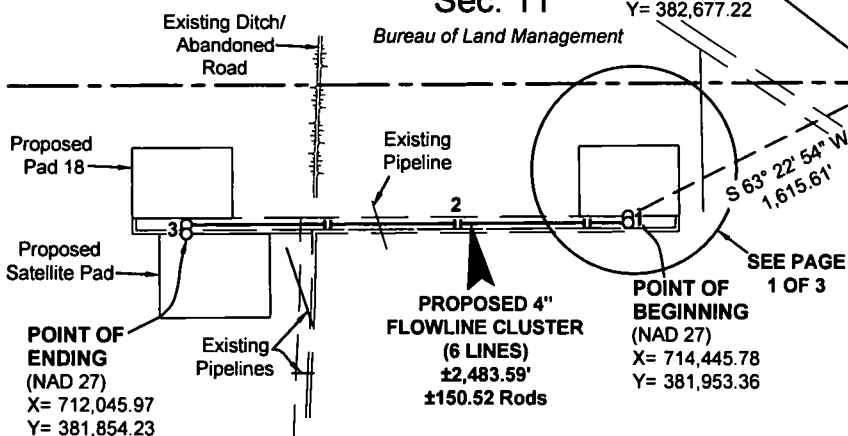 Sec. 11
Bureau of Land Management
Y= 382,677.22
Existing Ditch/
Abandoned
Road
Proposed
Pad 18
Existing
Pipeline
S 63° 22' 54" W
1,615.61'
2
3
1
Proposed
Satellite Pad
SEE PAGE
1 OF 3
POINT OF
ENDING
(NAD 27)
X= 712,045.97
Y= 381,854.23
Existing
Pipelines
PROPOSED 4"
FLOWLINE CLUSTER
(6 LINES)
±2,483.59'
±150.52 Rods
POINT OF
BEGINNING
(NAD 27)
X= 714,445.78
Y= 381,953.36